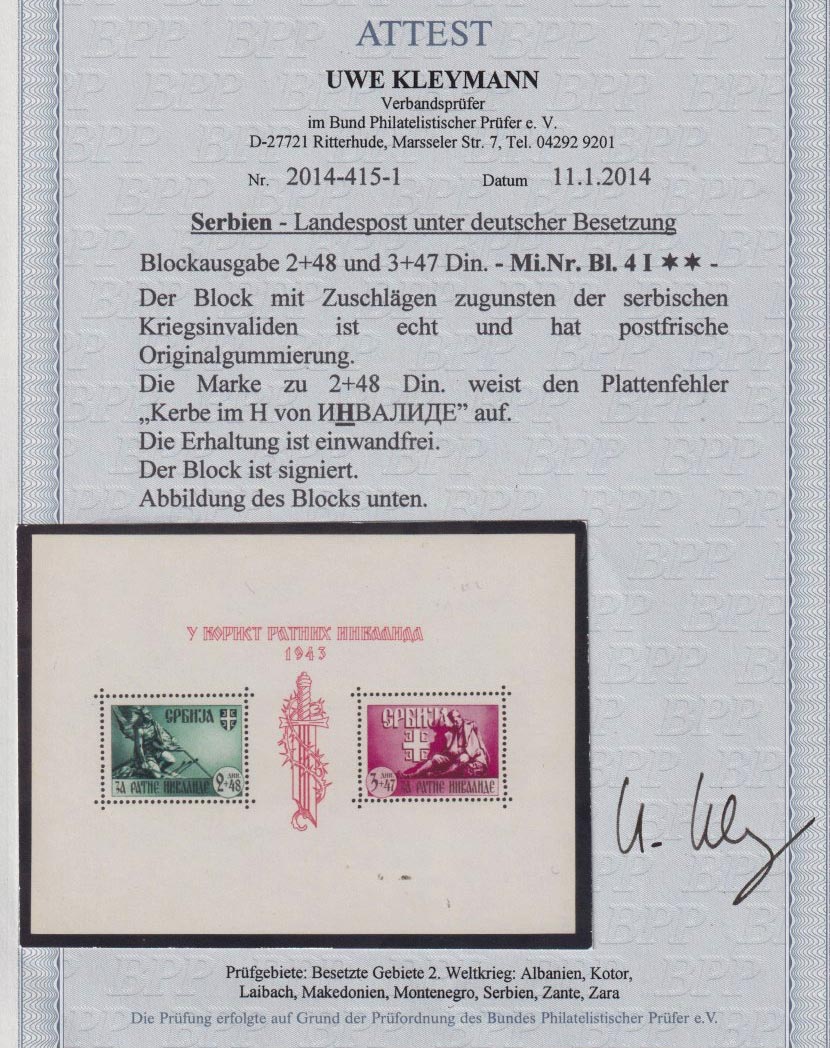 ATTEST
UWE KLEYMANN
Verbandsprüfer
im Bund Philatelistischer Prüfer e. V.
D-27721 Ritterhude, Marsseler Str. 7, Tel. 04292 9201
Nr. 2014-415-1 Datum 11.1.2014
Serbien - Landespost unter deutscher Besetzung
Blockausgabe 2+48 und 3+47 Din. - Mi.Nr. Bl. 4 I ✶✶ -
Der Block mit Zuschlägen zugunsten der serbischen
Kriegsinvaliden ist echt und hat postfrische
Originalgummierung.
Die Marke zu 2+48 Din. weist den Plattenfehler
„Kerbe im H von ИНВАЛИДЕ” auf.
Die Erhaltung ist einwandfrei.
Der Block ist signiert.
Abbildung des Blocks unten.
У КОРИСТ РАТНИХ ИНВАЛИДА
1943
СРБИЈА
ДИН.
2+48
ЗА РАТНЕ ИНВАЛИДЕ
СРБИЈА
ДИН.
3+47
ЗА РАТНЕ ИНВАЛИДЕ
Prüfgebiete: Besetzte Gebiete 2. Weltkrieg: Albanien, Kotor,
Laibach, Makedonien, Montenegro, Serbien, Zante, Zara
Die Prüfung erfolgte auf Grund der Prüfordnung des Bundes Philatelistischer Prüfer e.V.